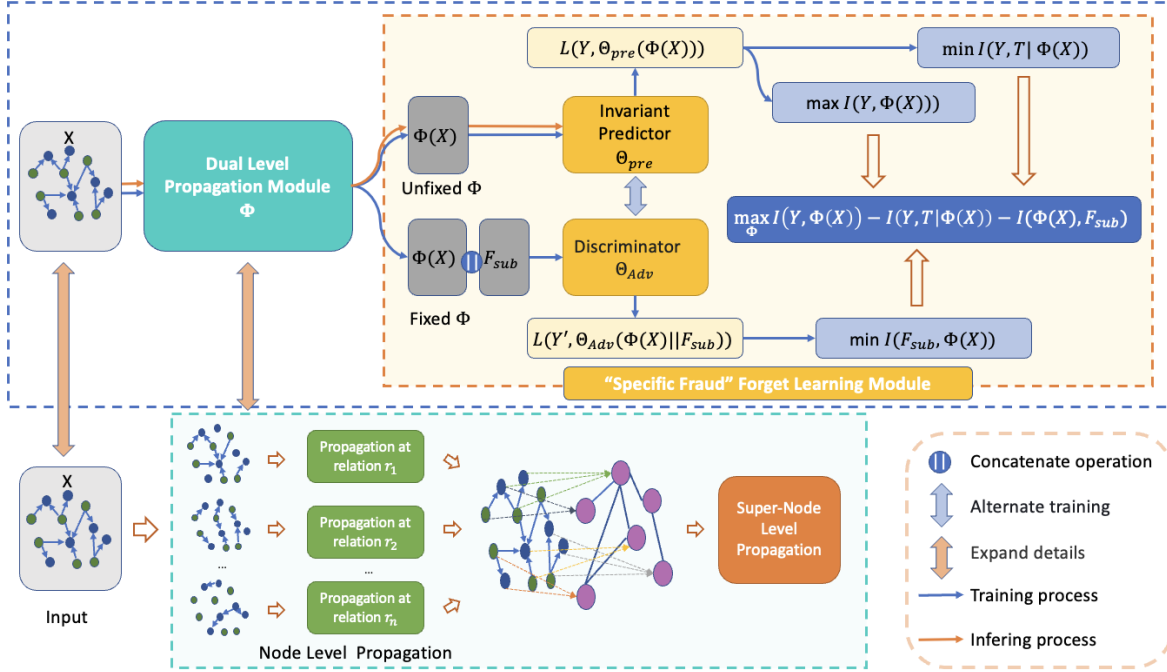 X
Dual Level
Propagation Module
Φ
Φ(X)
Unfixed Φ
Φ(X)
F_sub
Fixed Φ
L(Y, Θ_pre(Φ(X)))
Invariant
Predictor
Θ_pre
Discriminator
Θ_Adv
L(Y′, Θ_Adv(Φ(X)||F_sub))
min I(Y, T| Φ(X))
max I(Y, Φ(X)))
max_Φ I(Y, Φ(X)) − I(Y, T|Φ(X)) − I(Φ(X), F_sub)
min I(F_sub, Φ(X))
“Specific Fraud” Forget Learning Module
X
Input
Propagation at
relation r_1
Propagation at
relation r_2
...
...
Propagation at
relation r_n
Node Level Propagation
Super-Node
Level
Propagation
Concatenate operation
Alternate training
Expand details
Training process
Infering process